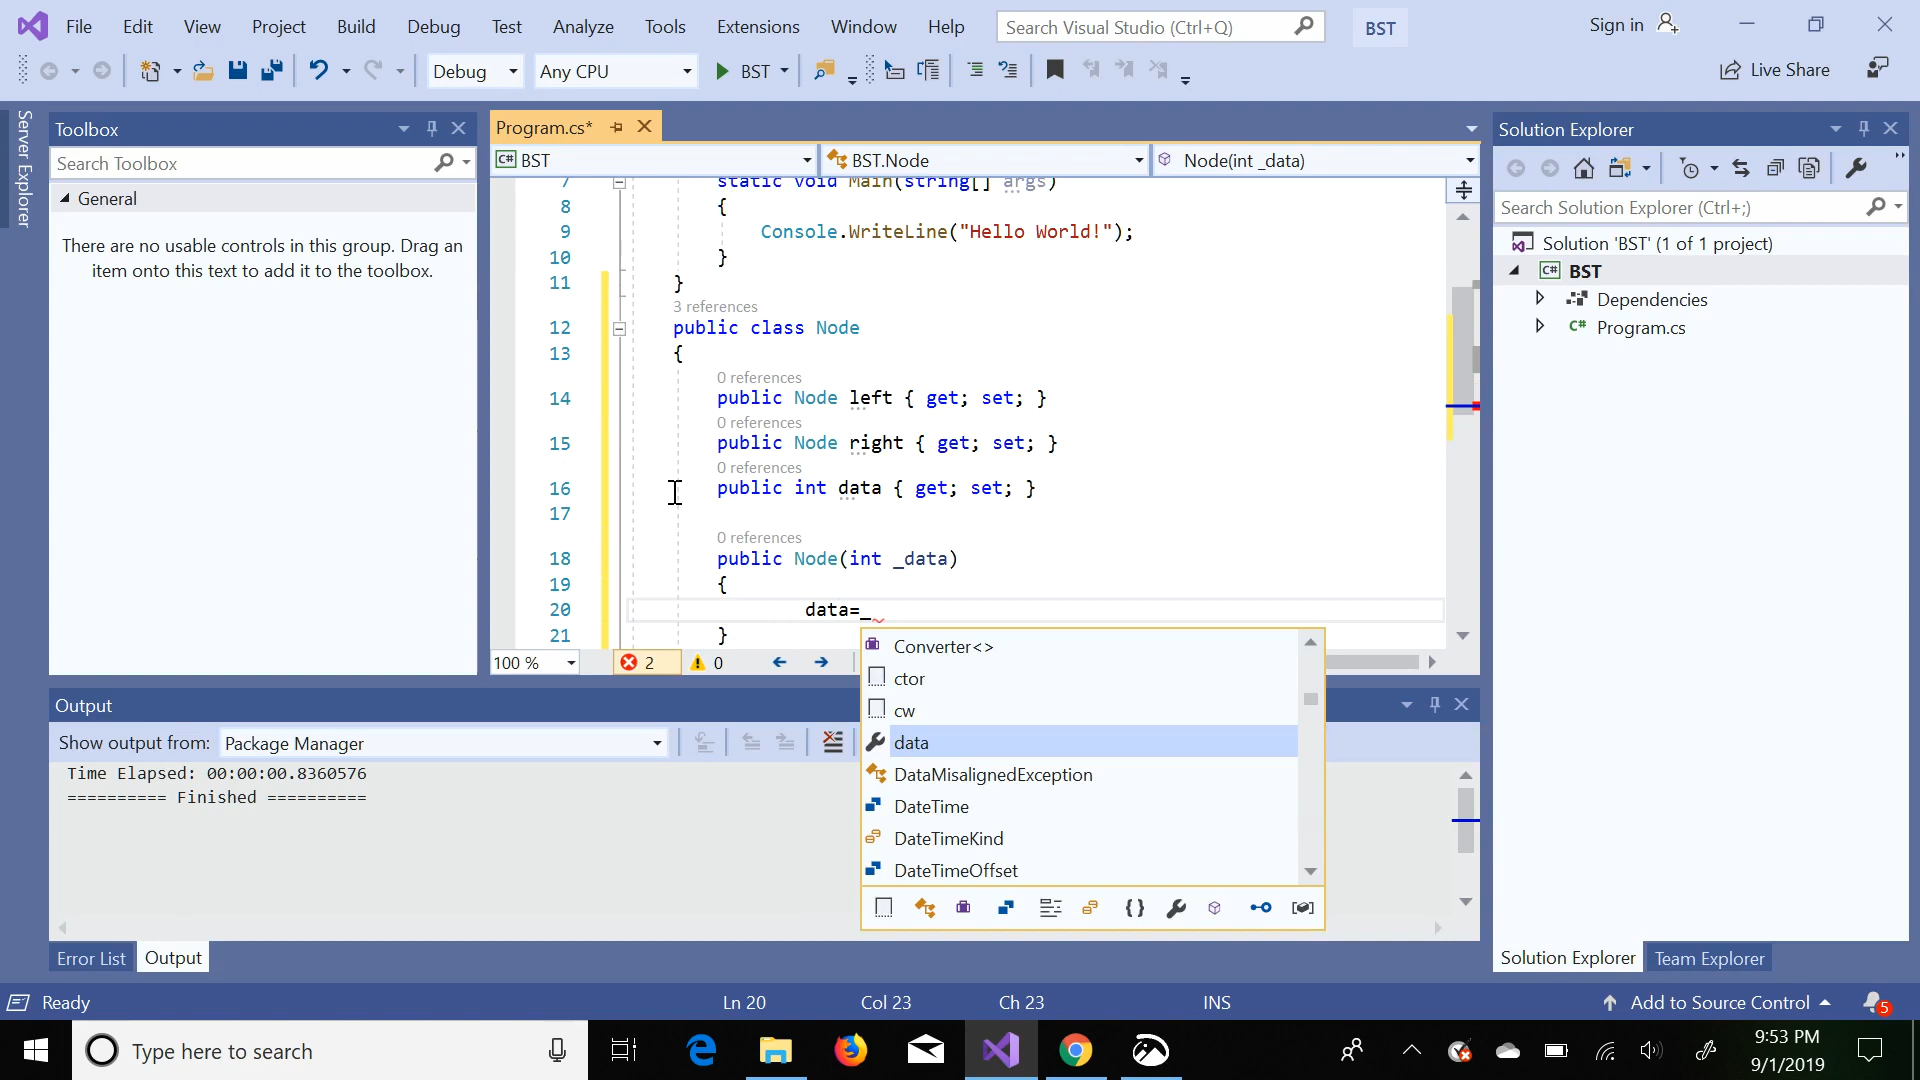 File Edit View Project Build Debug Test Analyze Tools Extensions Window Help Search Visual Studio (Ctrl+Q) BST Sign in
Debug Any CPU BST Live Share
Server Explorer
Toolbox
Search Toolbox
General
There are no usable controls in this group. Drag an
item onto this text to add it to the toolbox.
Program.cs*
C# BST BST.Node Node(int _data)
7 static void Main(string[] args)
8 {
9 Console.WriteLine("Hello World!");
10 }
11 }
3 references
12 public class Node
13 {
0 references
14 public Node left { get; set; }
0 references
15 public Node right { get; set; }
0 references
16 public int data { get; set; }
17
0 references
18 public Node(int _data)
19 {
20 data=_
21 }
100 % 2 0
Converter<>
ctor
cw
data
DataMisalignedException
DateTime
DateTimeKind
DateTimeOffset
Output
Show output from: Package Manager
Time Elapsed: 00:00:00.8360576
========== Finished ==========
Error List Output
Solution Explorer
Search Solution Explorer (Ctrl+;)
Solution 'BST' (1 of 1 project)
C# BST
Dependencies
C# Program.cs
Solution Explorer Team Explorer
Ready Ln 20 Col 23 Ch 23 INS Add to Source Control 5
Type here to search
9:53 PM
9/1/2019